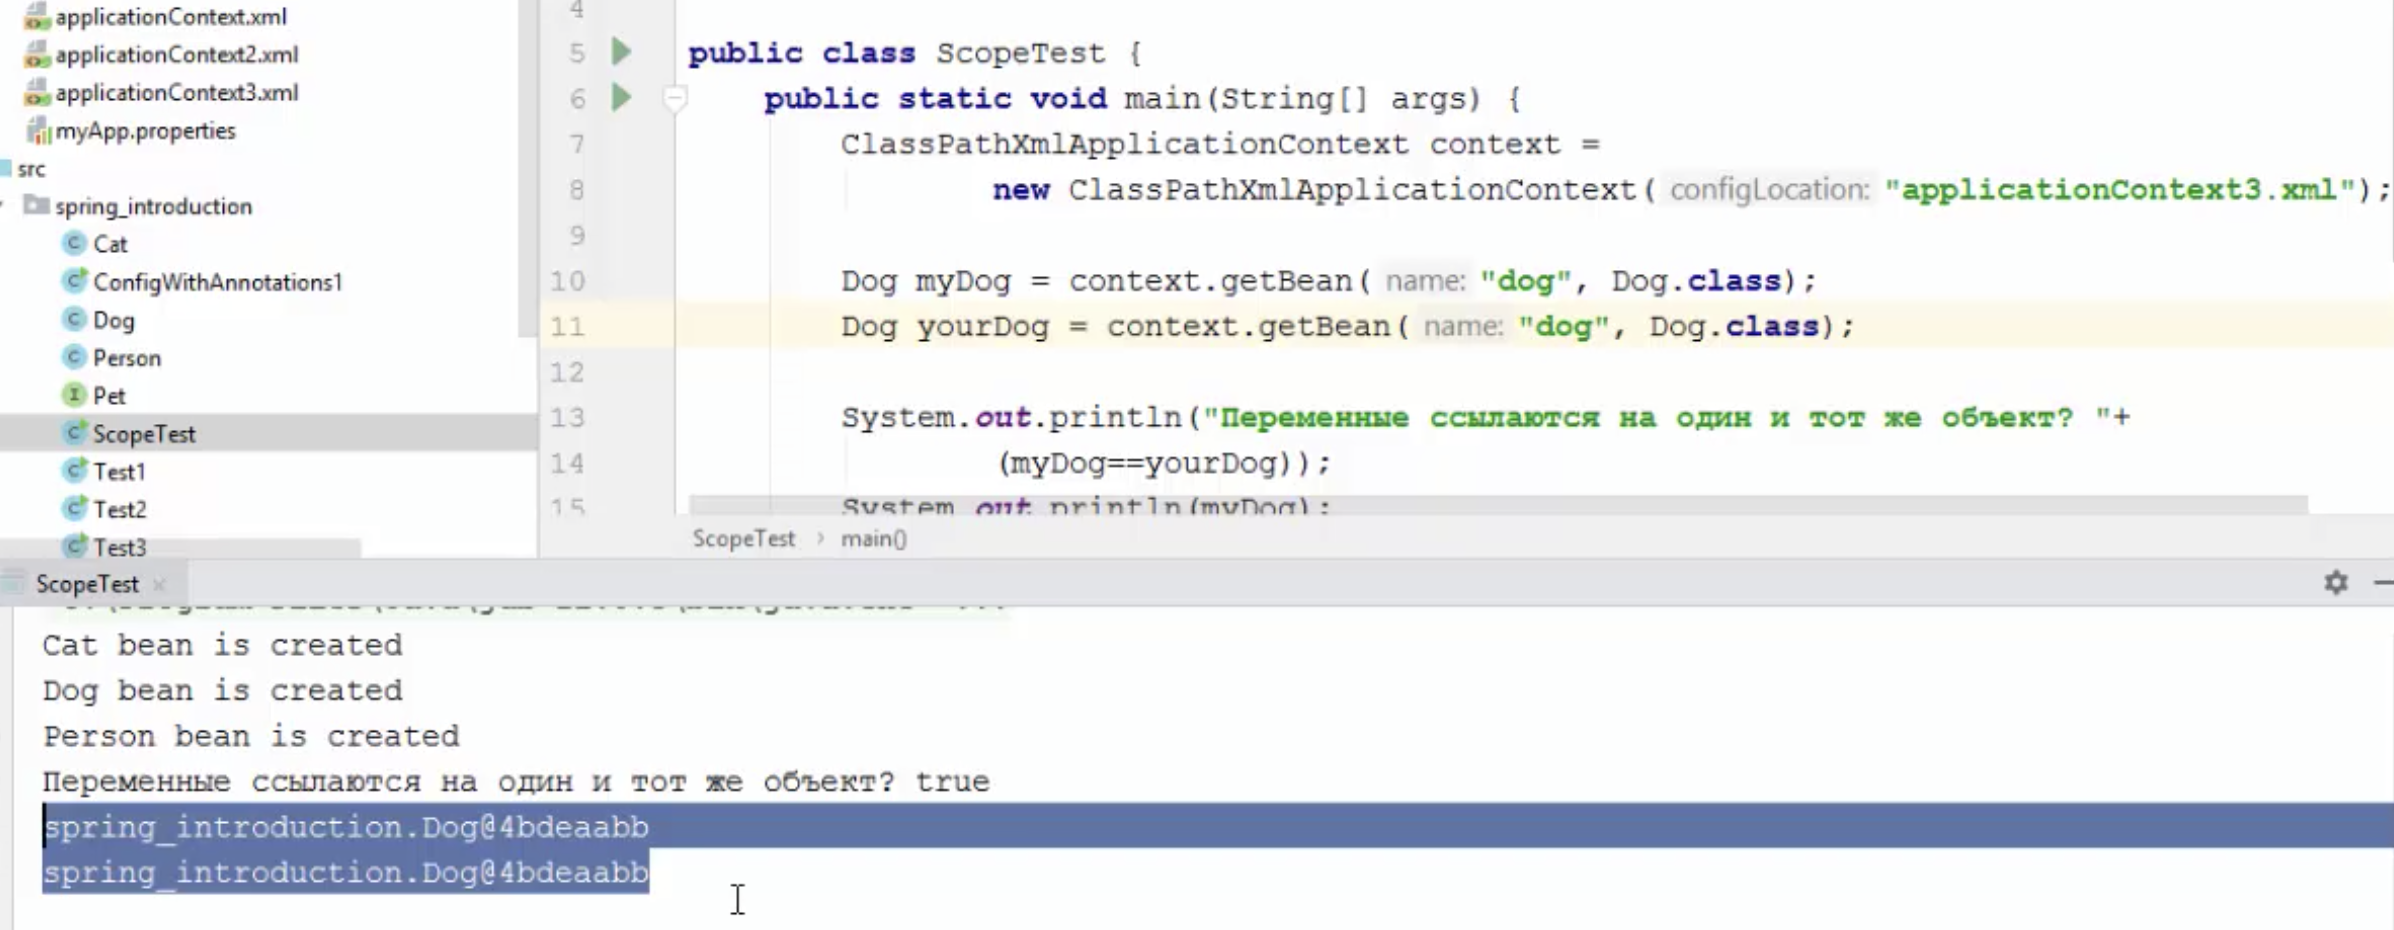 applicationContext.xml
applicationContext2.xml
applicationContext3.xml
myApp.properties
src
spring_introduction
Cat
ConfigWithAnnotations1
Dog
Person
Pet
ScopeTest
Test1
Test2
Test3
4
5 public class ScopeTest {
6 public static void main(String[] args) {
7 ClassPathXmlApplicationContext context =
8 new ClassPathXmlApplicationContext( configLocation: "applicationContext3.xml");
9
10 Dog myDog = context.getBean( name: "dog", Dog.class);
11 Dog yourDog = context.getBean( name: "dog", Dog.class);
12
13 System.out.println("Переменные ссылаются на один и тот же объект? "+
14 (myDog==yourDog));
15 System.out.println(myDog);
ScopeTest › main()
ScopeTest ×
Cat bean is created
Dog bean is created
Person bean is created
Переменные ссылаются на один и тот же объект? true
spring_introduction.Dog@4bdeaabb
spring_introduction.Dog@4bdeaabb